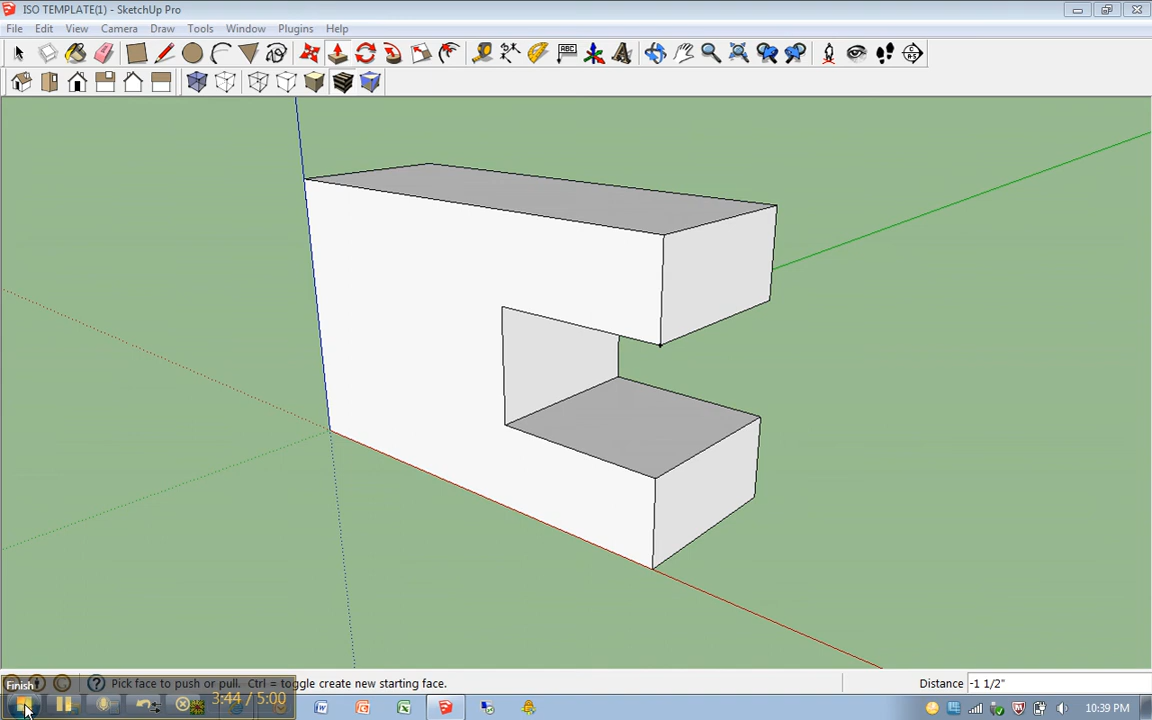 ISO TEMPLATE(1) - SketchUp Pro
File Edit View Camera Draw Tools Window Plugins Help
ABC
Finish
Pick face to push or pull. Ctrl = toggle create new starting face.
Distance -1 1/2"
3:44 / 5:00
10:39 PM